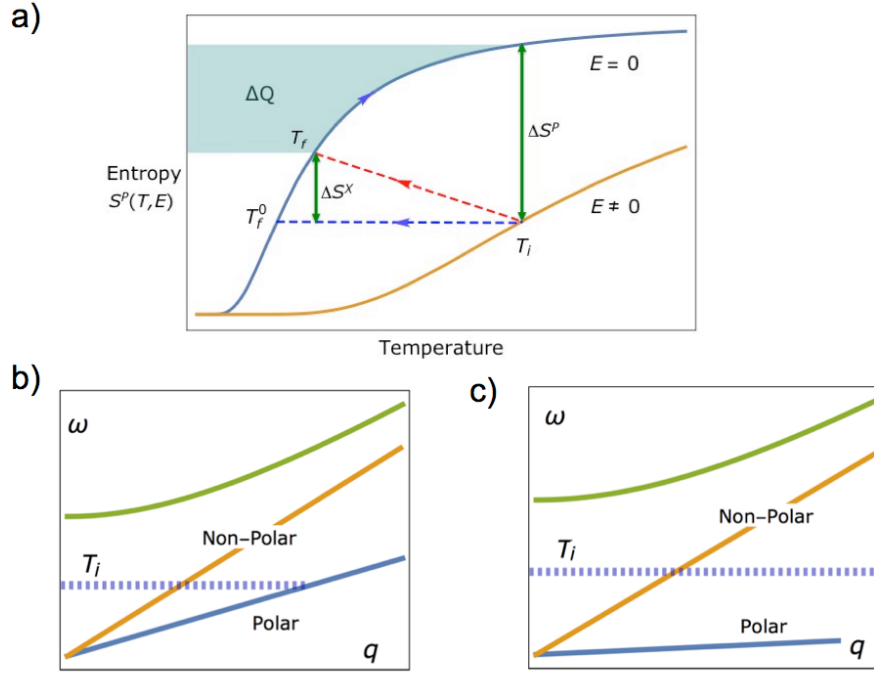 a)
ΔQ
E = 0
T_f
ΔS^P
Entropy
S^P(T,E)
ΔS^X
E ≠ 0
T_f^0
T_i
Temperature
b)
c)
ω
ω
Non–Polar
Non–Polar
T_i
T_i
Polar
Polar
q
q